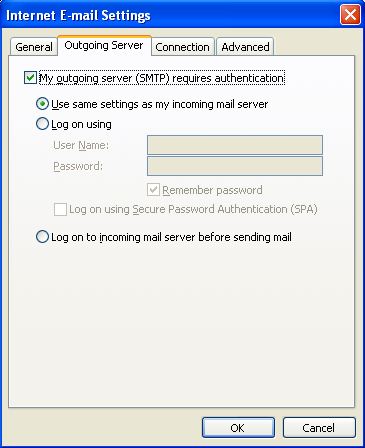 Internet E-mail Settings
General Outgoing Server Connection Advanced
My outgoing server (SMTP) requires authentication
Use same settings as my incoming mail server
Log on using
User Name:
Password:
Remember password
Log on using Secure Password Authentication (SPA)
Log on to incoming mail server before sending mail
OK Cancel